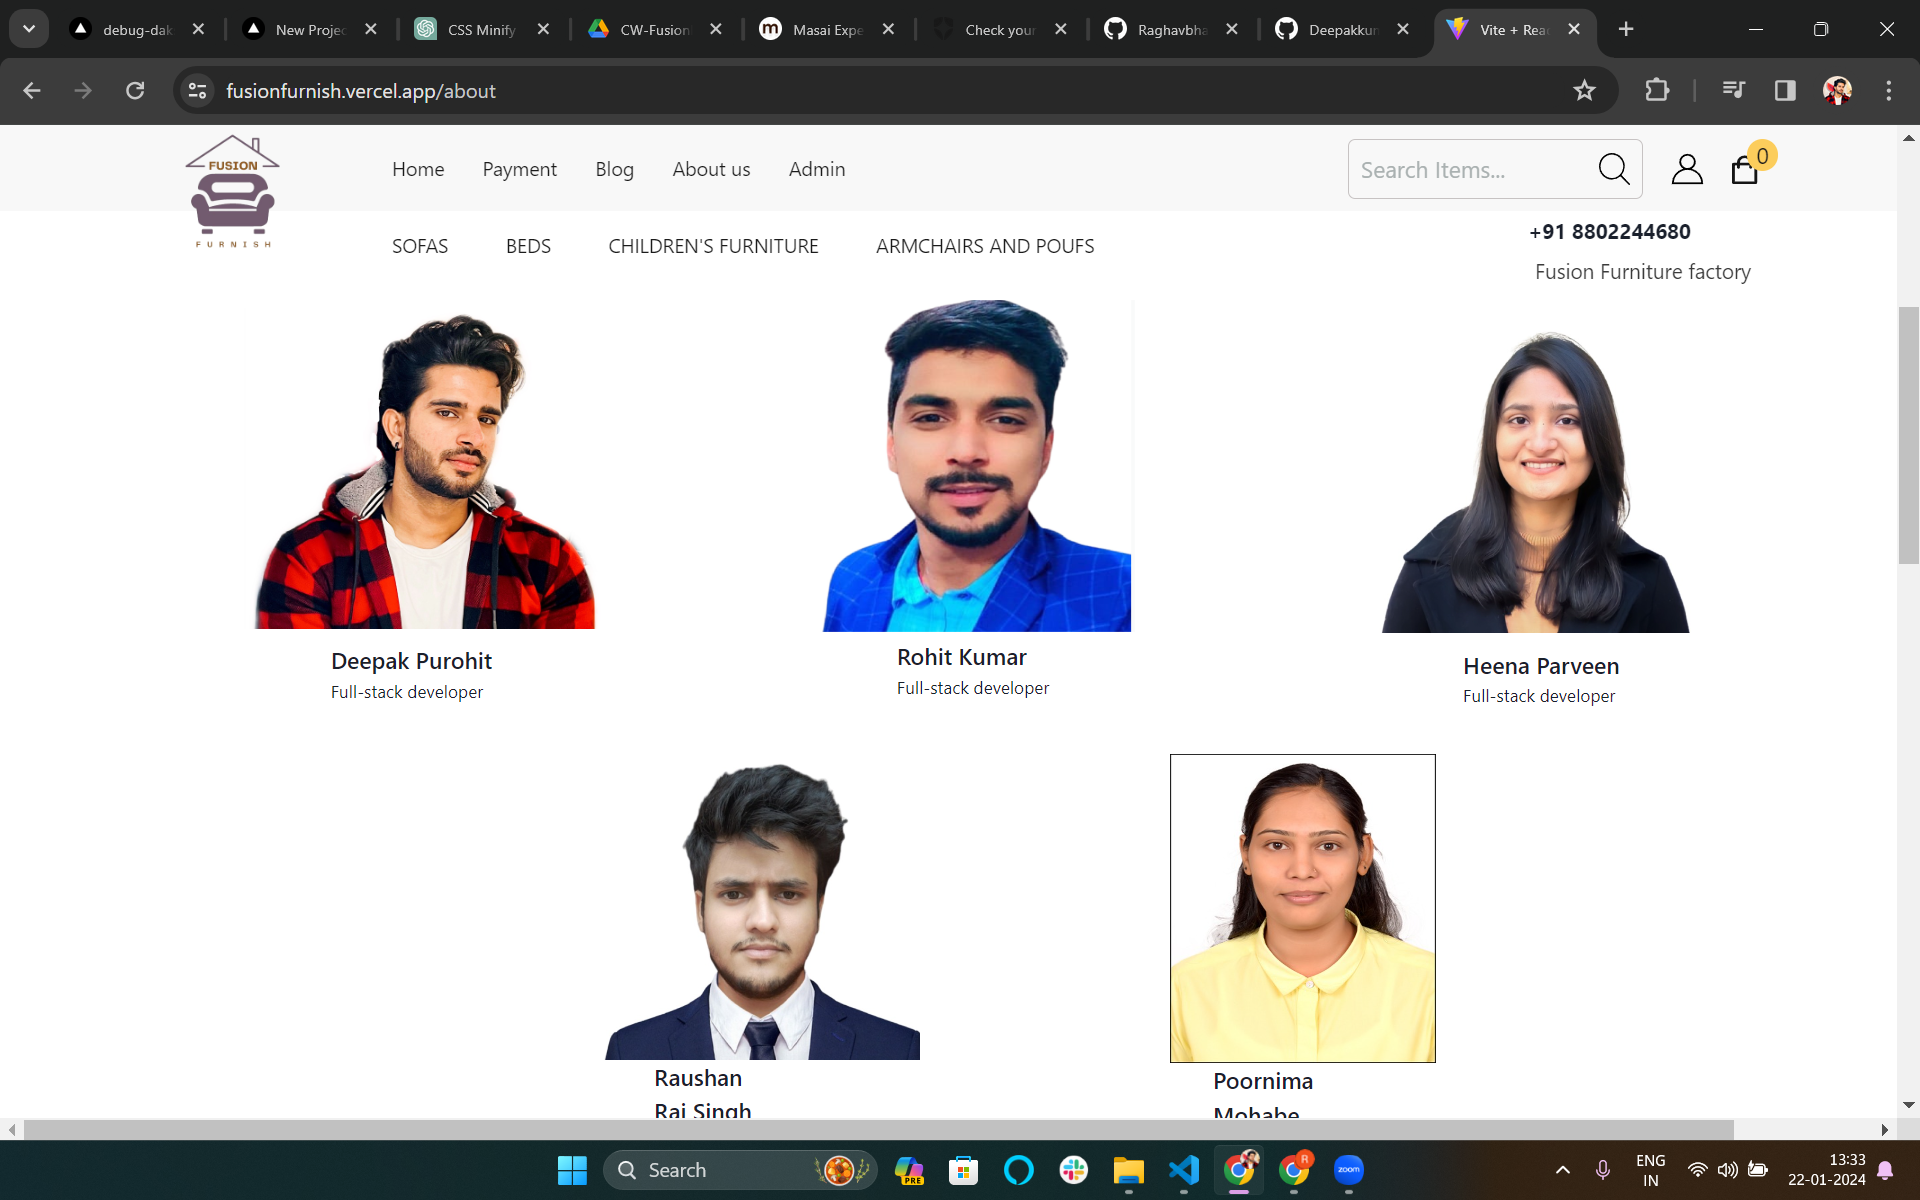 debug-dak
New Projec
CSS Minify
CW-Fusion
Masai Expe
Check your
Raghavbha
Deepakkum
Vite + Reac
fusionfurnish.vercel.app/about
FUSION
FURNISH
Home Payment Blog About us Admin
Search Items...
0
SOFAS BEDS CHILDREN'S FURNITURE ARMCHAIRS AND POUFS
+91 8802244680
Fusion Furniture factory
Deepak Purohit
Full-stack developer
Rohit Kumar
Full-stack developer
Heena Parveen
Full-stack developer
Raushan
Raj Singh
Poornima
Mohabe
Search
PRE
R
zoom
ENG
IN
13:33
22-01-2024